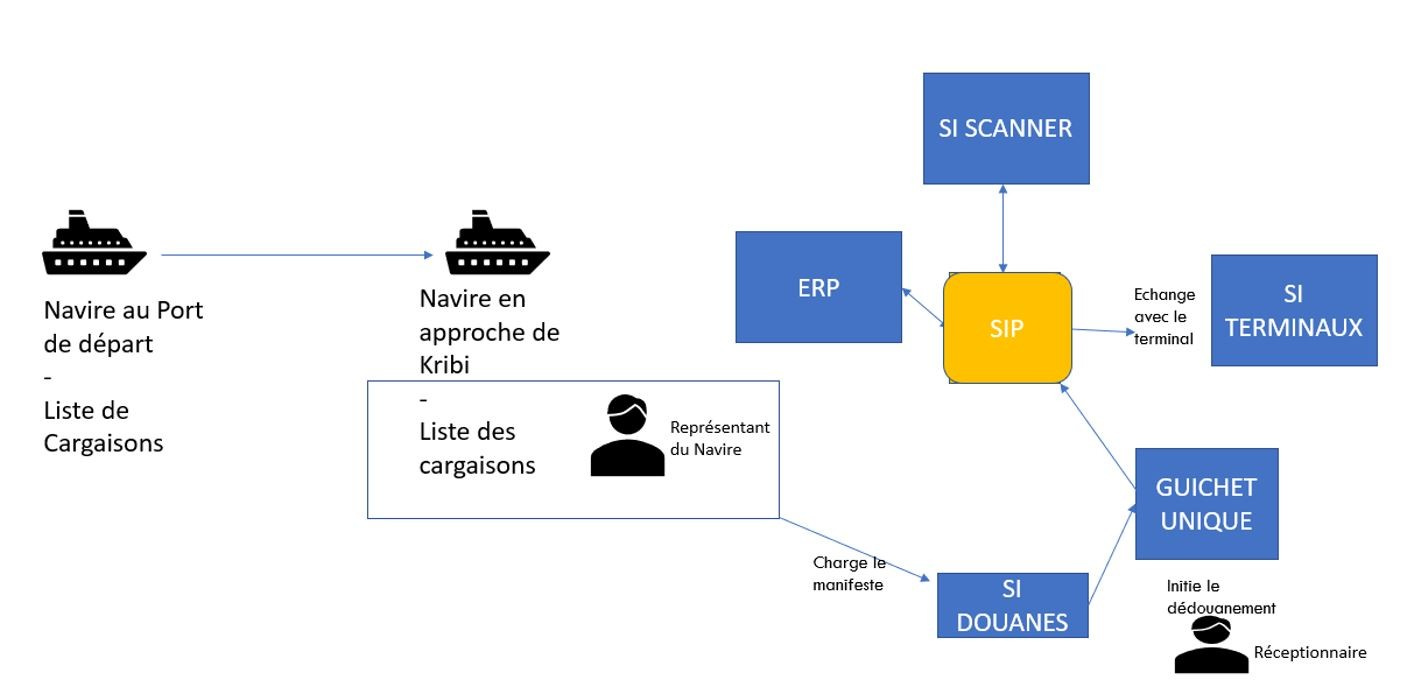 SI SCANNER
ERP
SIP
Echange
avec le
terminal
SI
TERMINAUX
Navire au Port
de départ
-
Liste de
Cargaisons
Navire en
approche de
Kribi
-
Liste des
cargaisons
Représentant
du Navire
GUICHET
UNIQUE
Charge le
manifeste
SI
DOUANES
Initie le
dédouanement
Réceptionnaire